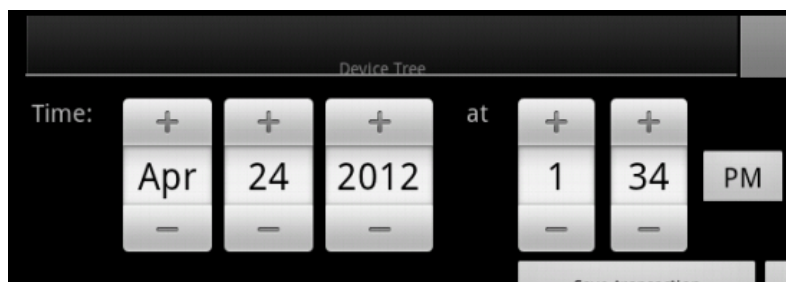 Device Tree
Time:
+ + + at + +
Apr 24 2012 1 34 PM
− − − − −